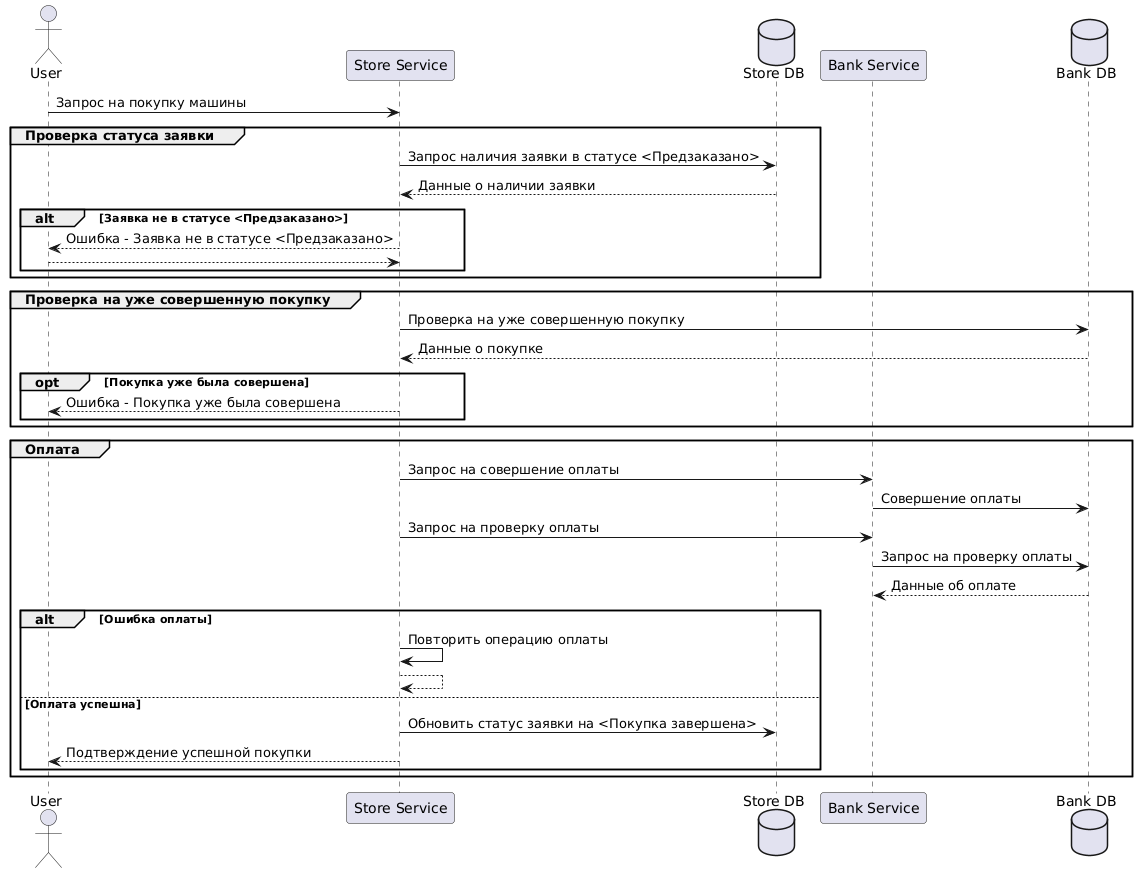 User
Store Service
Store DB
Bank Service
Bank DB
Запрос на покупку машины
Проверка статуса заявки
Запрос наличия заявки в статусе <Предзаказано>
Данные о наличии заявки
alt [Заявка не в статусе <Предзаказано>]
Ошибка - Заявка не в статусе <Предзаказано>
Проверка на уже совершенную покупку
Проверка на уже совершенную покупку
Данные о покупке
opt [Покупка уже была совершена]
Ошибка - Покупка уже была совершена
Оплата
Запрос на совершение оплаты
Совершение оплаты
Запрос на проверку оплаты
Запрос на проверку оплаты
Данные об оплате
alt [Ошибка оплаты]
Повторить операцию оплаты
[Оплата успешна]
Обновить статус заявки на <Покупка завершена>
Подтверждение успешной покупки
User
Store Service
Store DB
Bank Service
Bank DB